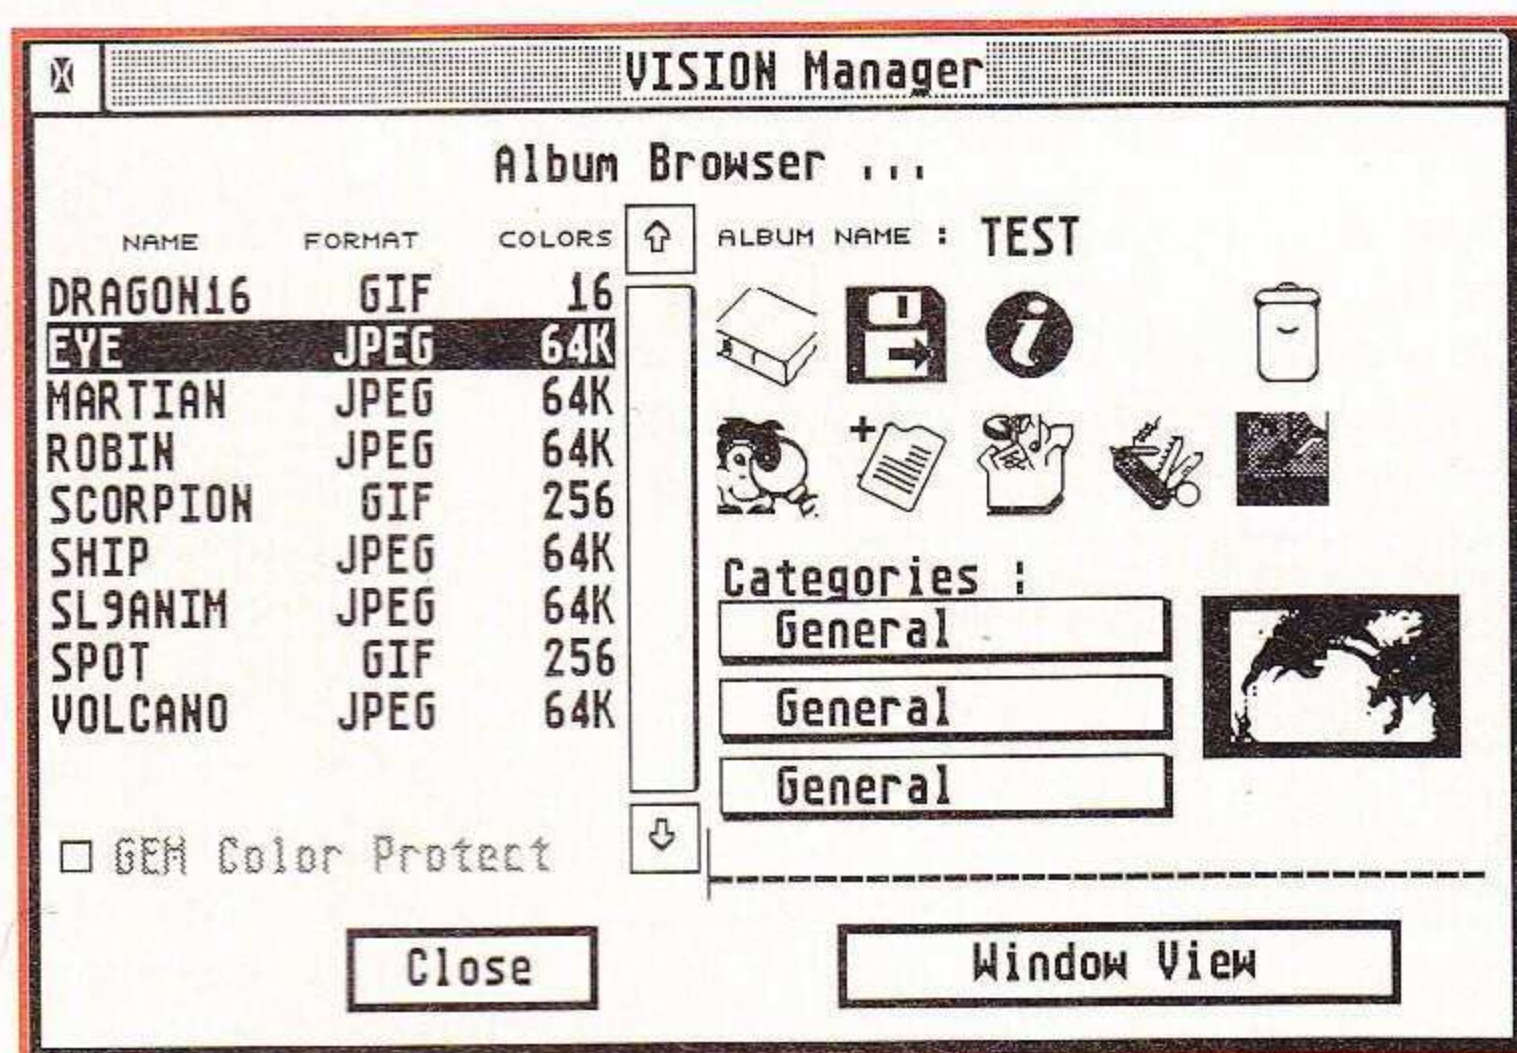 VISION Manager
Album Browser ...
NAME FORMAT COLORS
DRAGON16 GIF 16
EYE JPEG 64K
MARTIAN JPEG 64K
ROBIN JPEG 64K
SCORPION GIF 256
SHIP JPEG 64K
SL9ANIM JPEG 64K
SPOT GIF 256
VOLCANO JPEG 64K
GEM Color Protect
Close
ALBUM NAME : TEST
Categories :
General
General
General
Window View